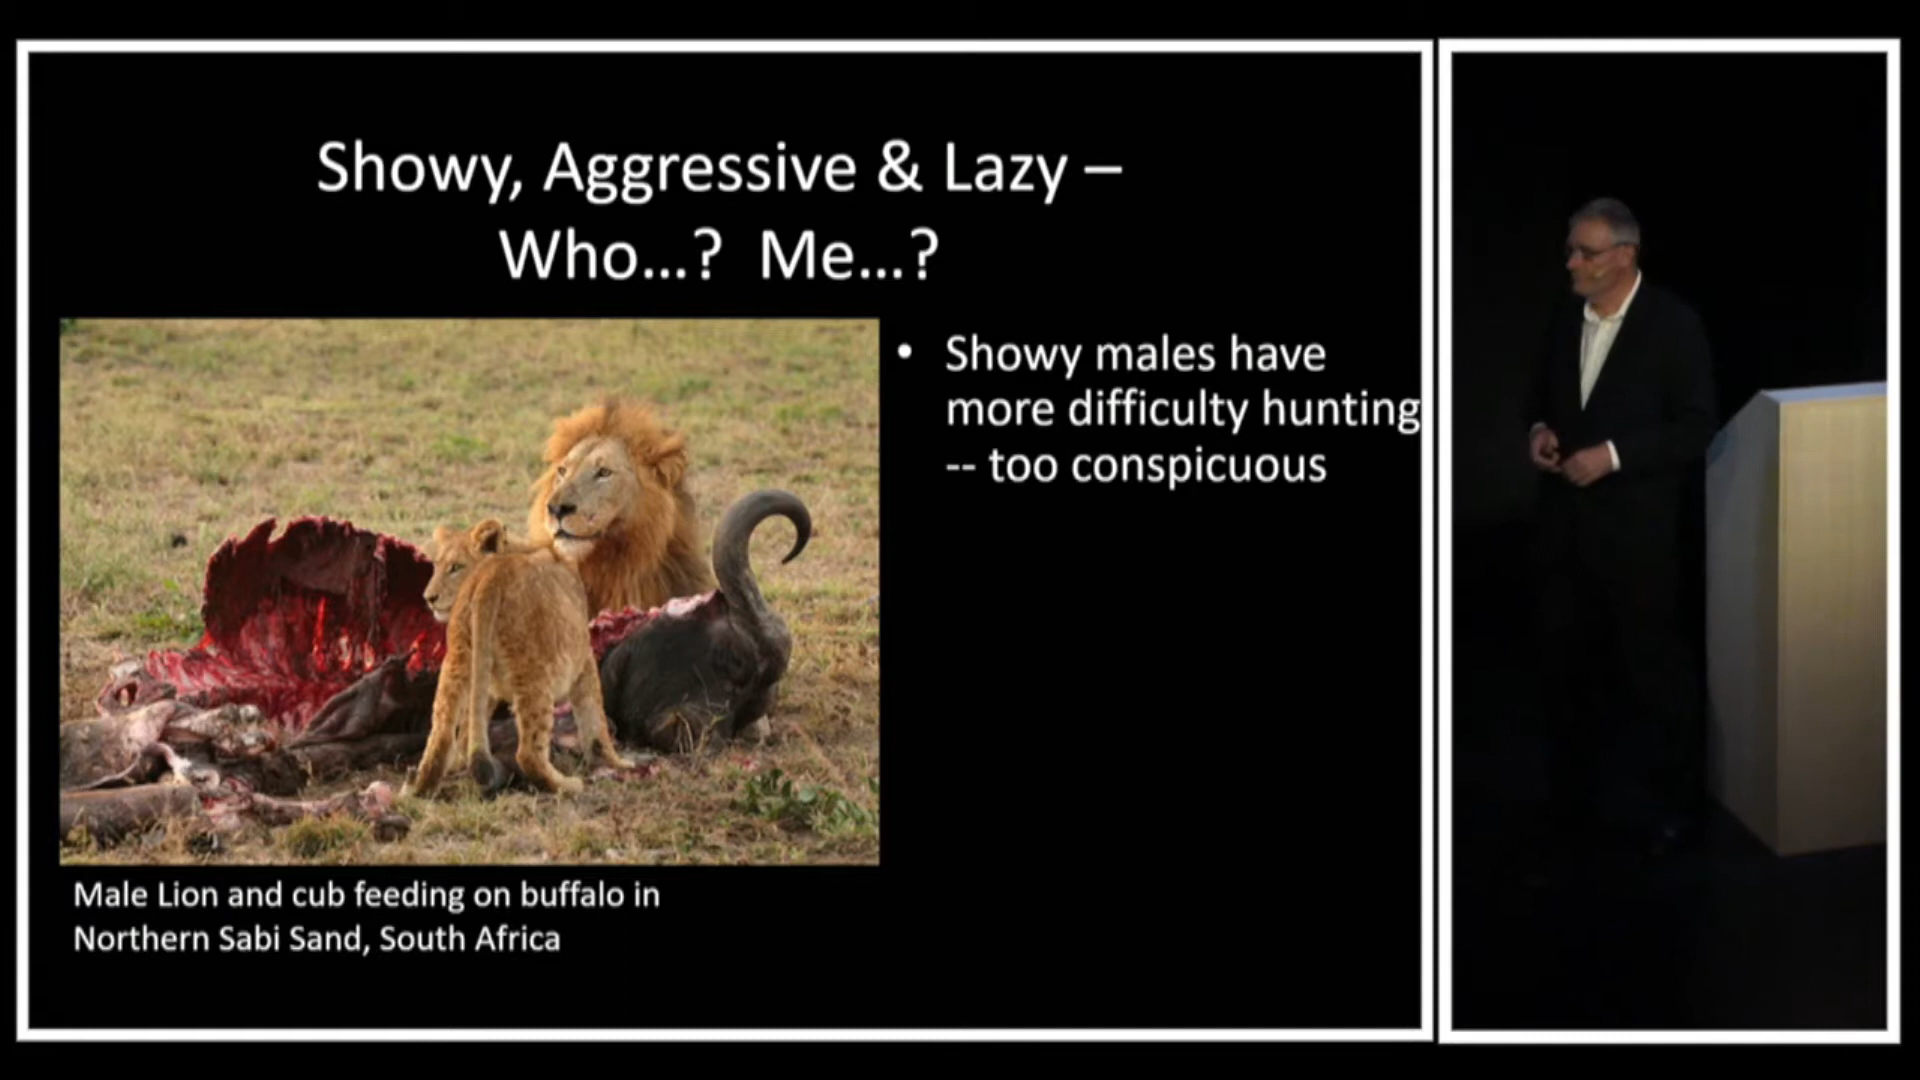 Showy, Aggressive & Lazy –
Who...?  Me...?
• Showy males have
more difficulty hunting
-- too conspicuous
Male Lion and cub feeding on buffalo in
Northern Sabi Sand, South Africa